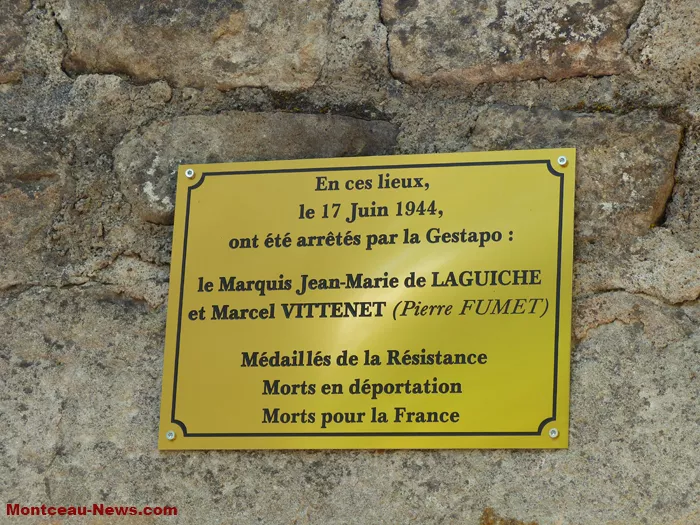 En ces lieux,
le 17 Juin 1944,
ont été arrêtés par la Gestapo :
le Marquis Jean-Marie de LAGUICHE
et Marcel VITTENET (Pierre FUMET)
Médaillés de la Résistance
Morts en déportation
Morts pour la France
Montceau-News.com